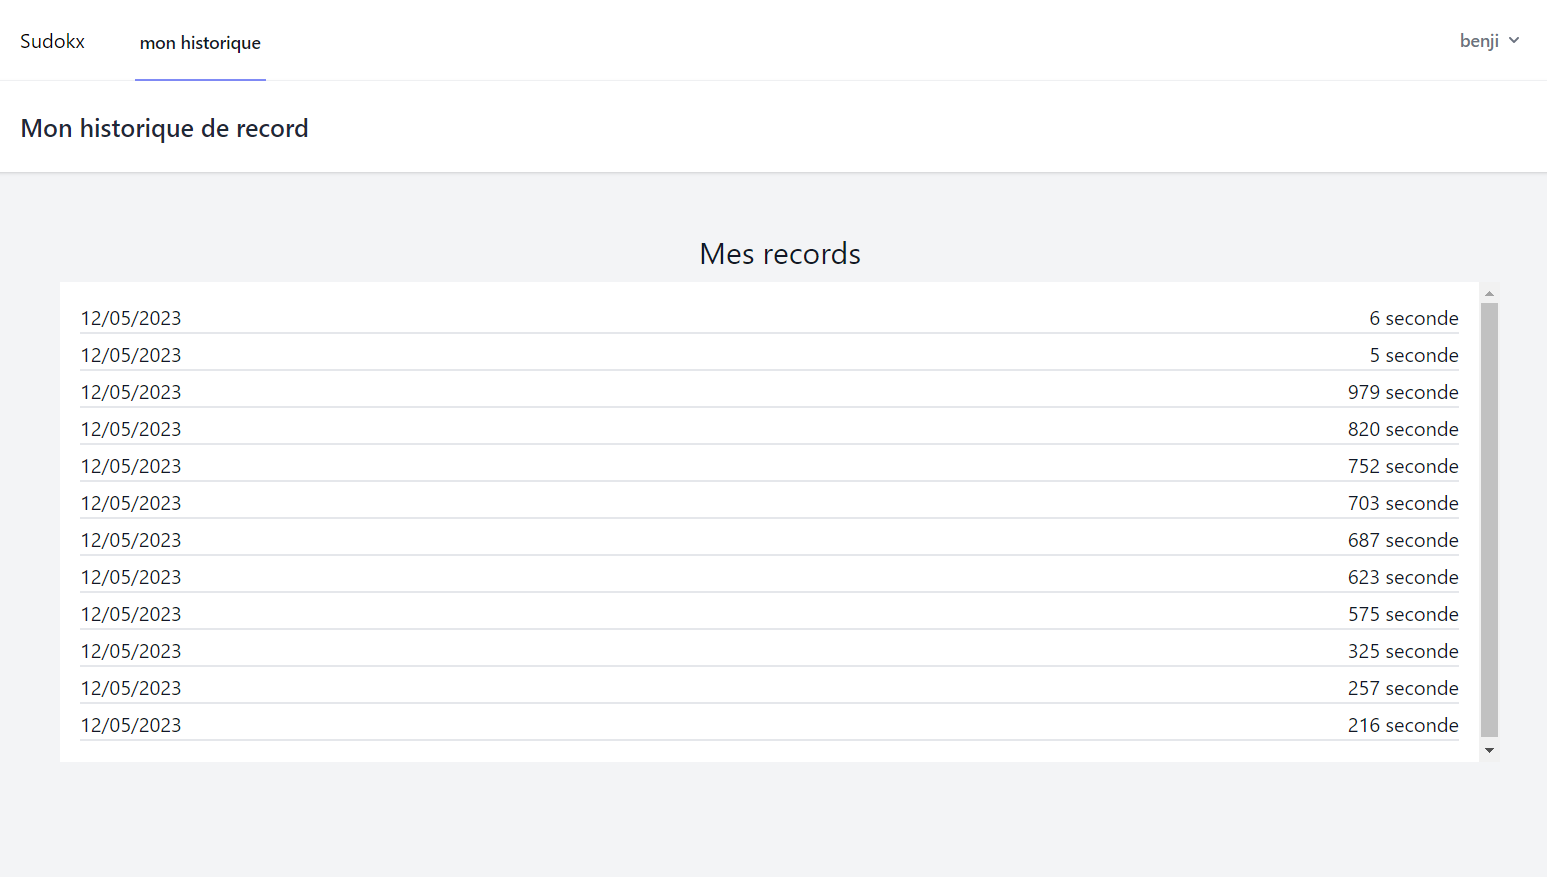 Sudokx mon historique benji
Mon historique de record
Mes records
12/05/2023 6 seconde
12/05/2023 5 seconde
12/05/2023 979 seconde
12/05/2023 820 seconde
12/05/2023 752 seconde
12/05/2023 703 seconde
12/05/2023 687 seconde
12/05/2023 623 seconde
12/05/2023 575 seconde
12/05/2023 325 seconde
12/05/2023 257 seconde
12/05/2023 216 seconde